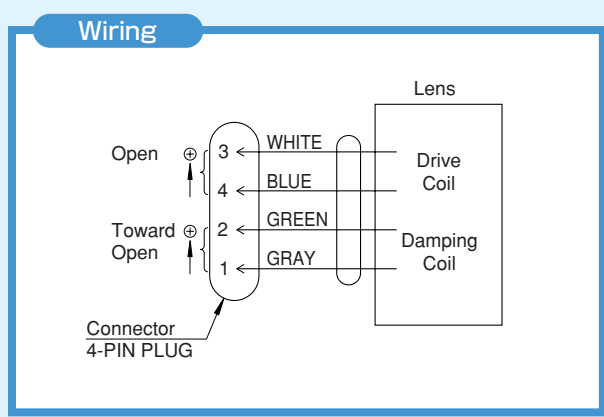 Wiring
Lens
Open ⊕ 3 WHITE
Drive
Coil
4 BLUE
Toward ⊕ 2 GREEN
Open
Damping
Coil
1 GRAY
Connector
4-PIN PLUG